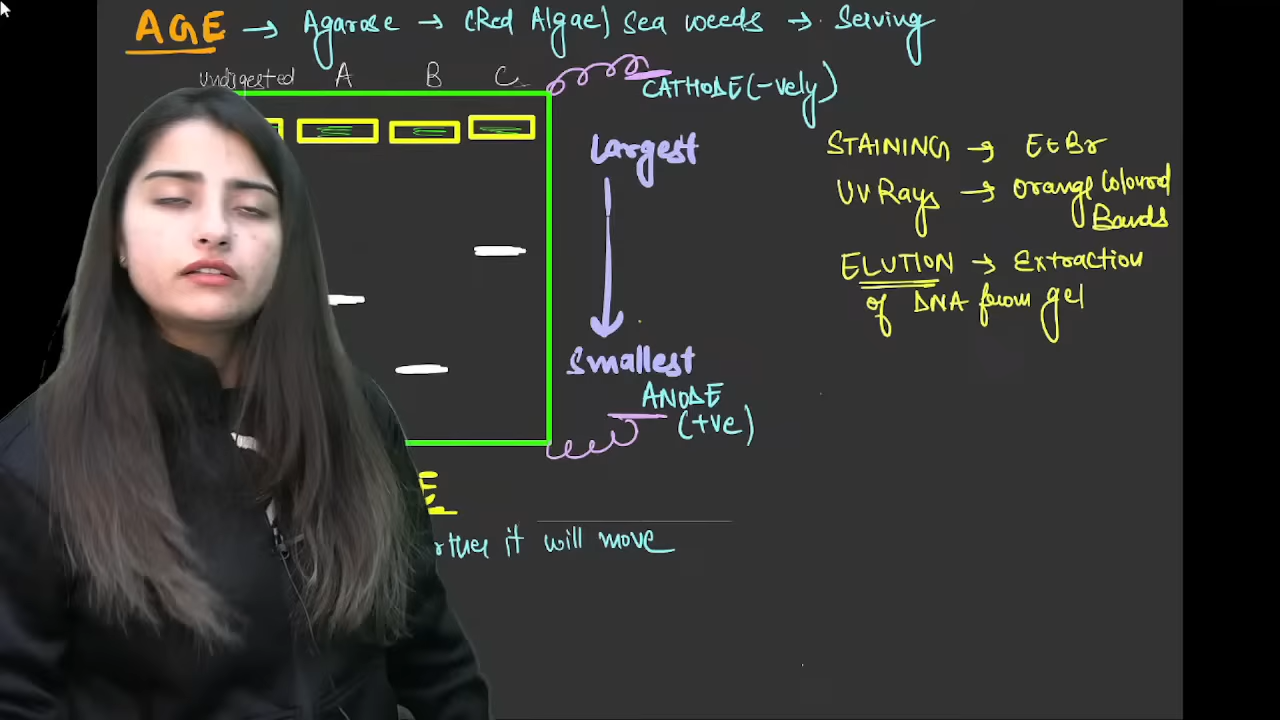 AGE → Agarose → (Red Algae) Sea weeds → Serving
undigested A B C
CATHODE (-vely)
Largest
Smallest
ANODE
(+ve)
STAINING → EtBr
UV Rays → Orange Coloured
Bands
ELUTION → Extraction
of DNA from gel
E
rther it will move